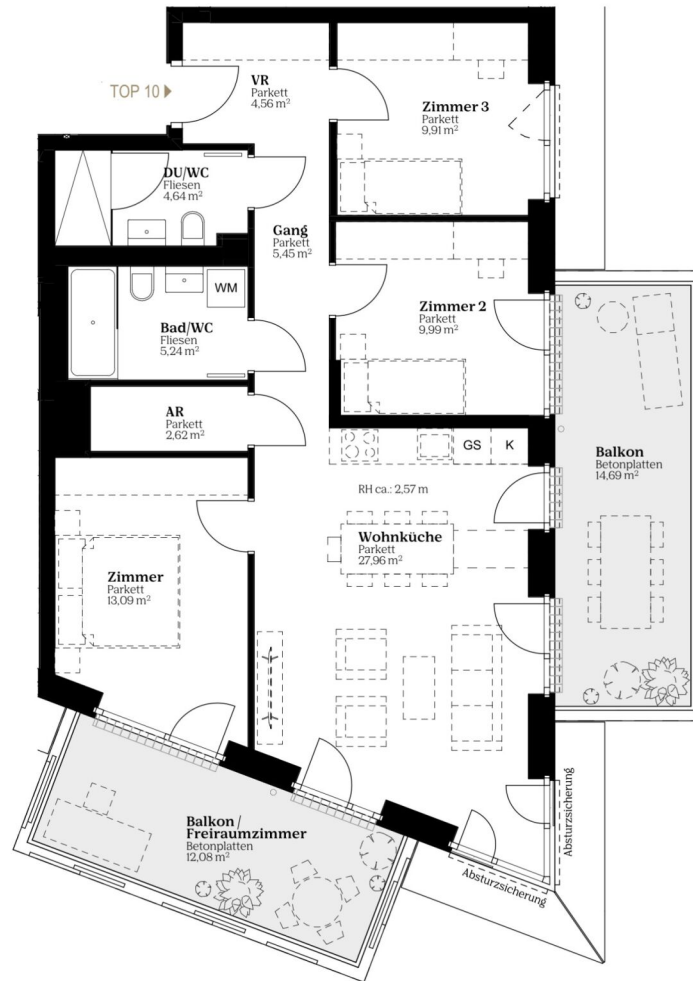 VR
Parkett
4,56 m²
TOP 10
Zimmer 3
Parkett
9,91 m²
DU/WC
Fliesen
4,64 m²
Gang
Parkett
5,45 m²
WM
Zimmer 2
Parkett
9,99 m²
Bad/WC
Fliesen
5,24 m²
AR
Parkett
2,62 m²
GS
K
Balkon
Betonplatten
14,69 m²
RH ca.: 2,57 m
Wohnküche
Parkett
27,96 m²
Zimmer
Parkett
13,09 m²
Balkon/
Freiraumzimmer
Betonplatten
12,08 m²
Absturzsicherung
Absturzsicherung